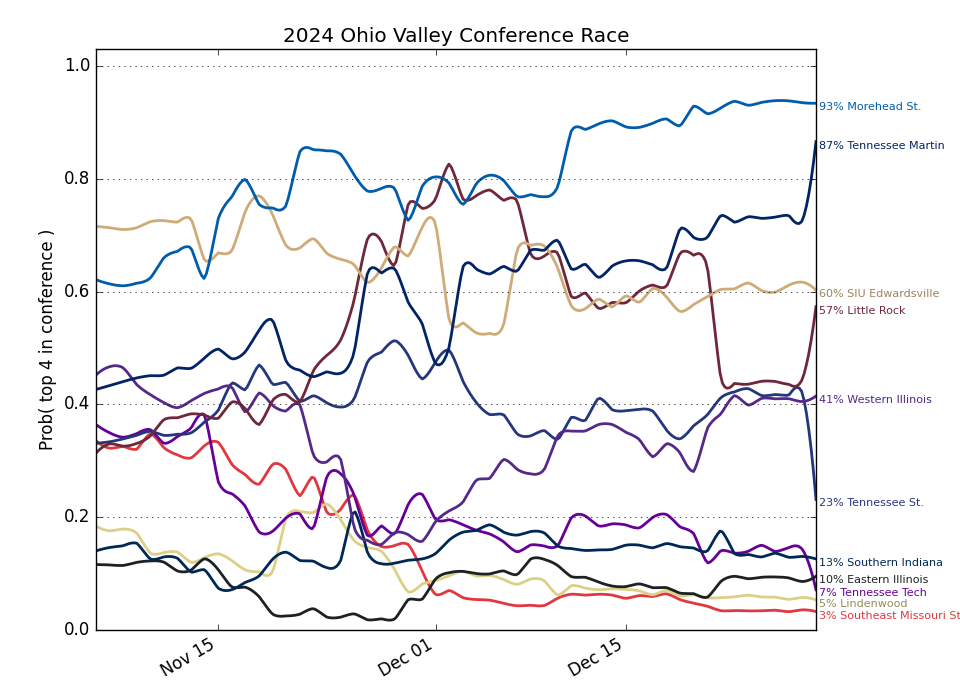 2024 Ohio Valley Conference Race
1.0
0.8
0.6
0.4
0.2
0.0
Prob( top 4 in conference )
Nov 15
Dec 01
Dec 15
93% Morehead St.
87% Tennessee Martin
60% SIU Edwardsville
57% Little Rock
41% Western Illinois
23% Tennessee St.
13% Southern Indiana
10% Eastern Illinois
7% Tennessee Tech
5% Lindenwood
3% Southeast Missouri St